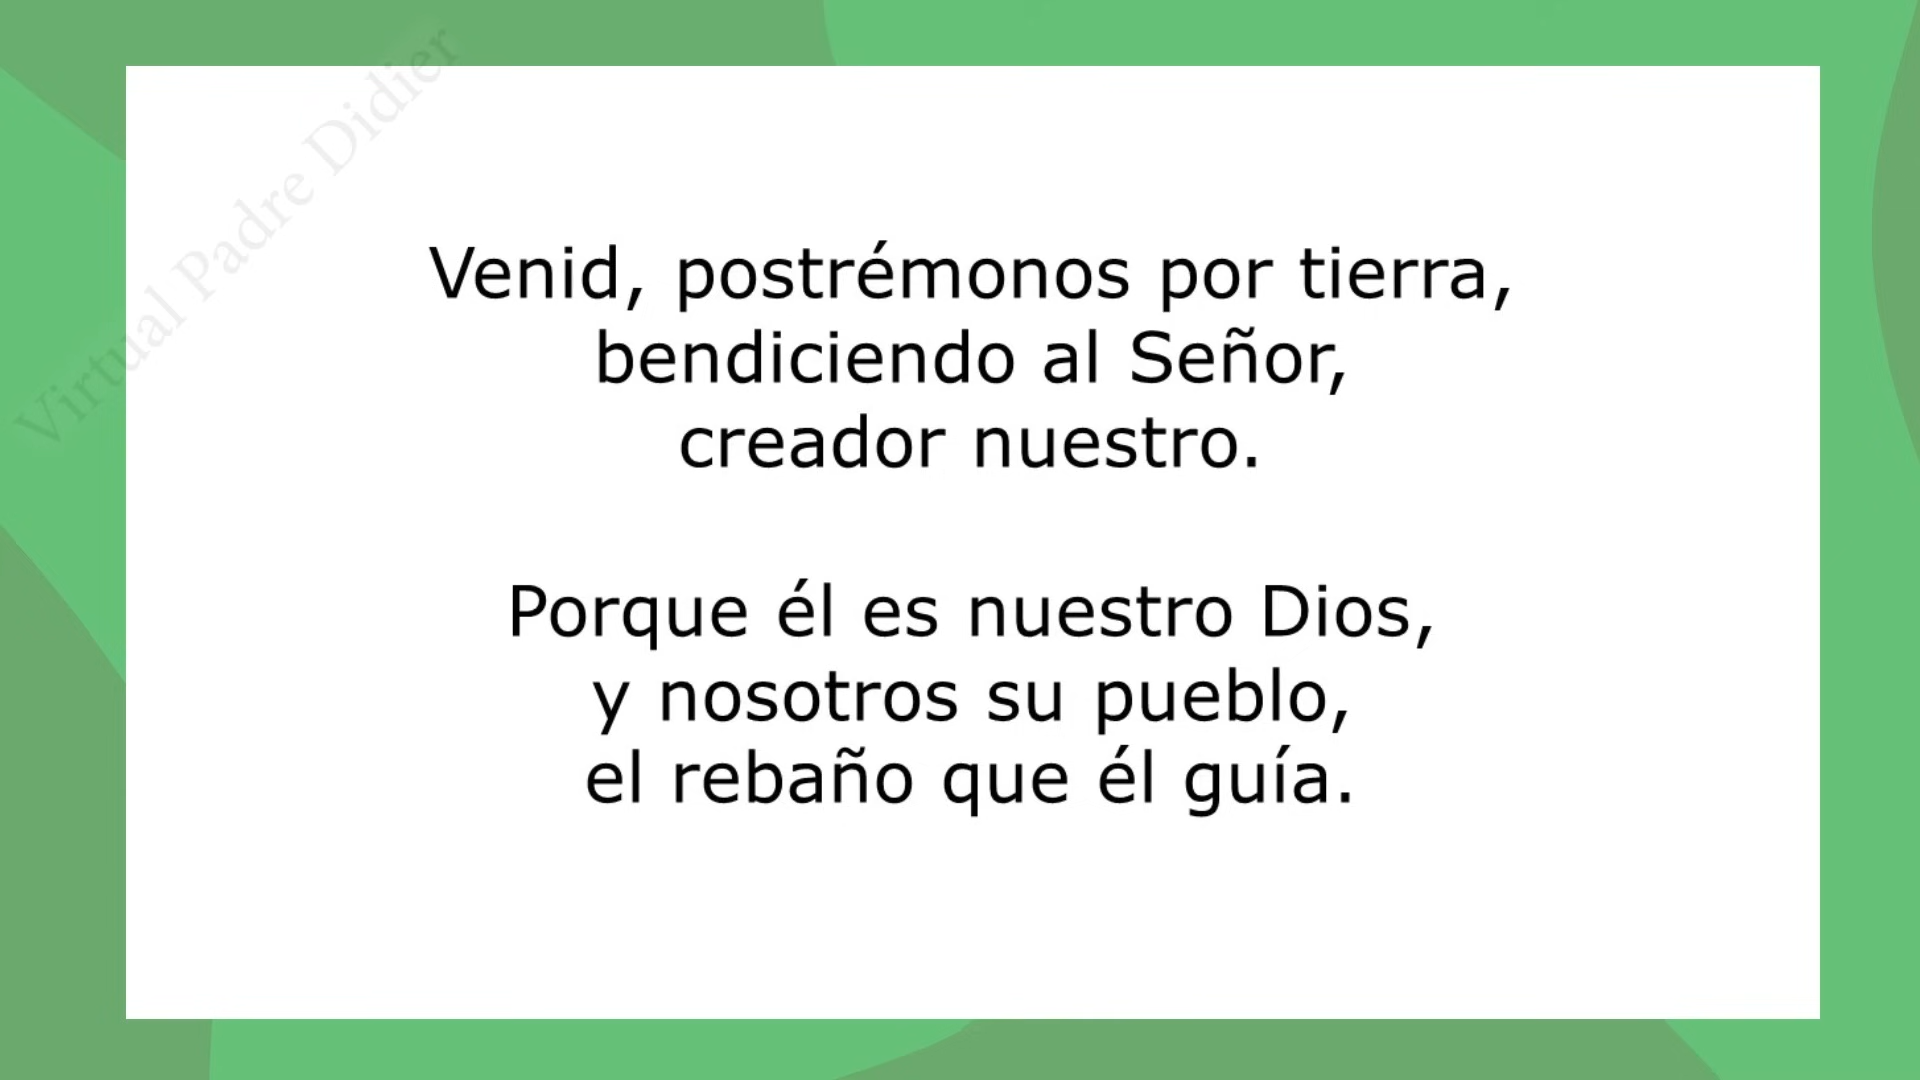 Virtual Padre Didier
Venid, postrémonos por tierra,
bendiciendo al Señor,
creador nuestro.
Porque él es nuestro Dios,
y nosotros su pueblo,
el rebaño que él guía.